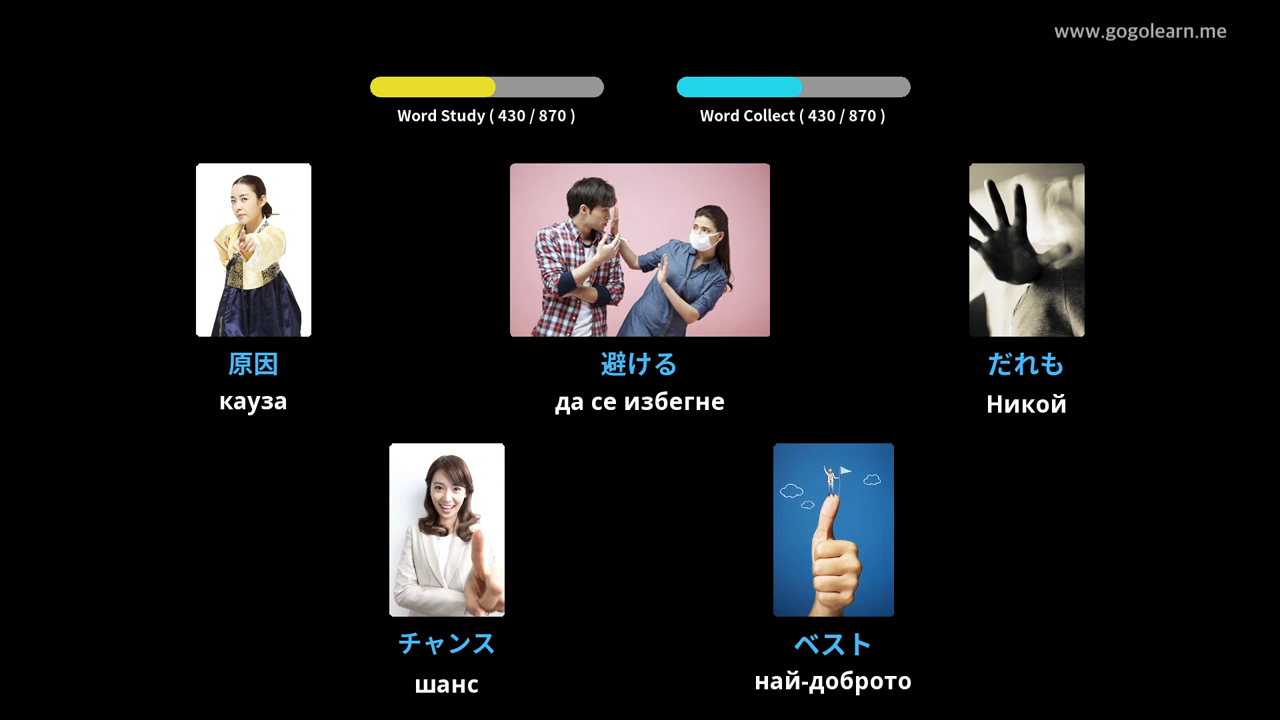 www.gogolearn.me
Word Study ( 430 / 870 )
Word Collect ( 430 / 870 )
原因
кауза
避ける
да се избегне
だれも
Никой
チャンス
шанс
ベスト
най-доброто